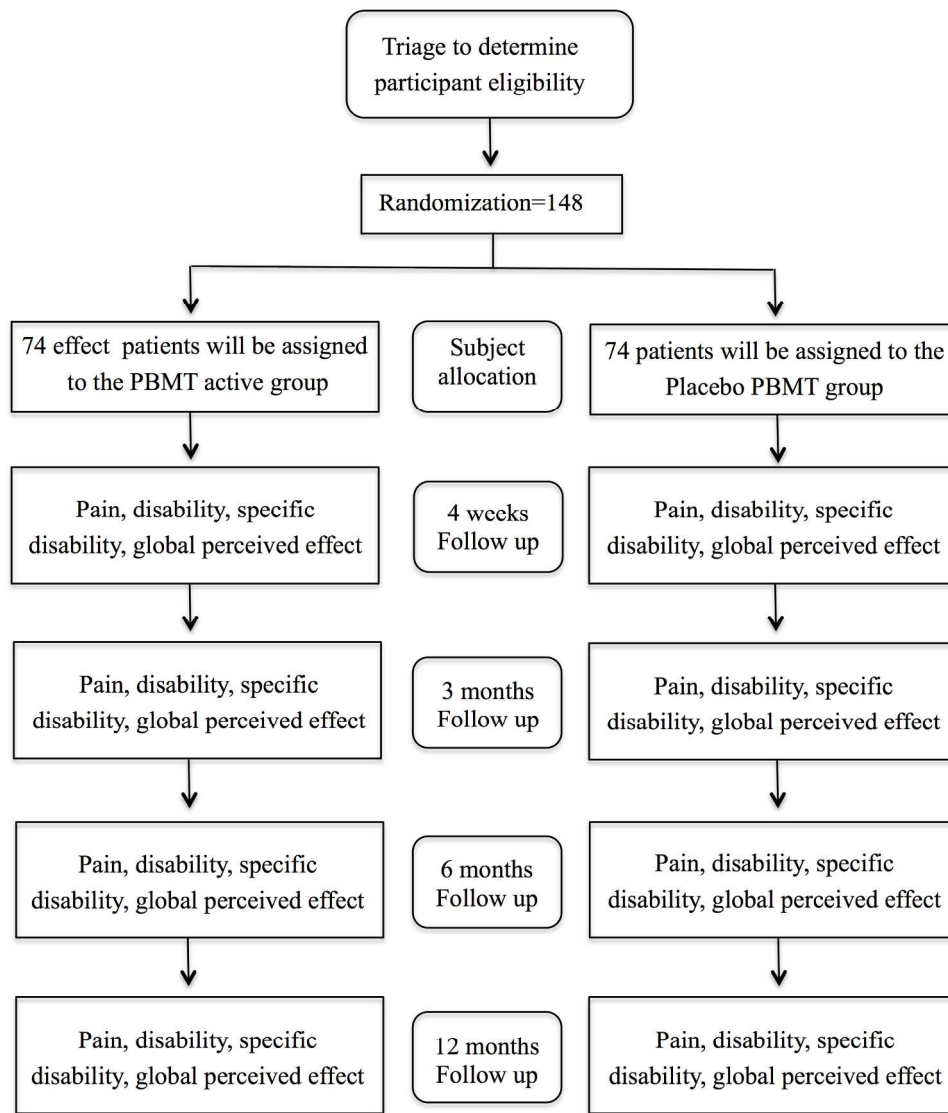 Triage to determine
participant eligibility
Randomization=148
74 effect patients will be assigned
to the PBMT active group
Subject
allocation
74 patients will be assigned to the
Placebo PBMT group
Pain, disability, specific
disability, global perceived effect
4 weeks
Follow up
Pain, disability, specific
disability, global perceived effect
Pain, disability, specific
disability, global perceived effect
3 months
Follow up
Pain, disability, specific
disability, global perceived effect
Pain, disability, specific
disability, global perceived effect
6 months
Follow up
Pain, disability, specific
disability, global perceived effect
Pain, disability, specific
disability, global perceived effect
12 months
Follow up
Pain, disability, specific
disability, global perceived effect